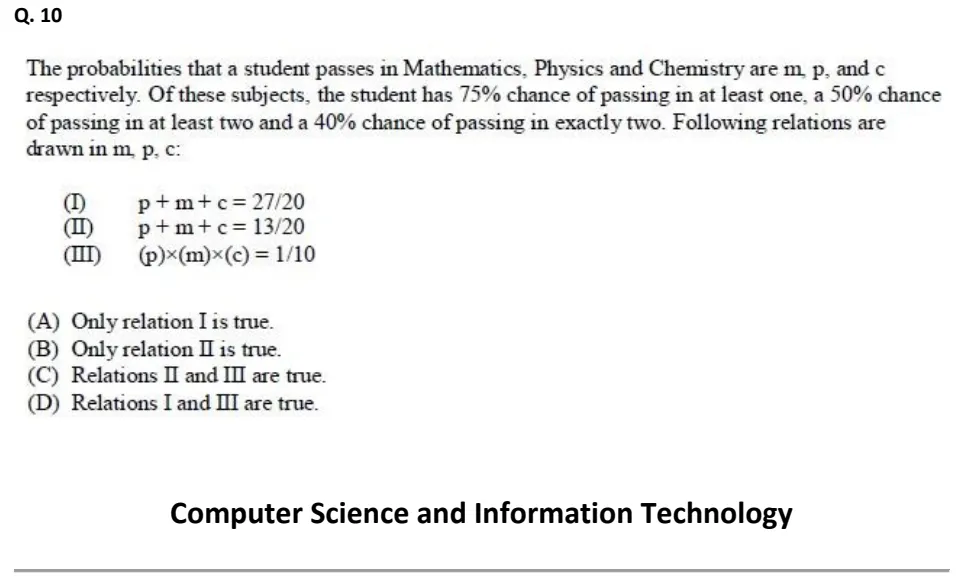 Q. 10
The probabilities that a student passes in Mathematics, Physics and Chemistry are m, p, and c
respectively. Of these subjects, the student has 75% chance of passing in at least one, a 50% chance
of passing in at least two and a 40% chance of passing in exactly two. Following relations are
drawn in m, p, c:
(I) p + m + c = 27/20
(II) p + m + c = 13/20
(III) (p)×(m)×(c) = 1/10
(A) Only relation I is true.
(B) Only relation II is true.
(C) Relations II and III are true.
(D) Relations I and III are true.
Computer Science and Information Technology